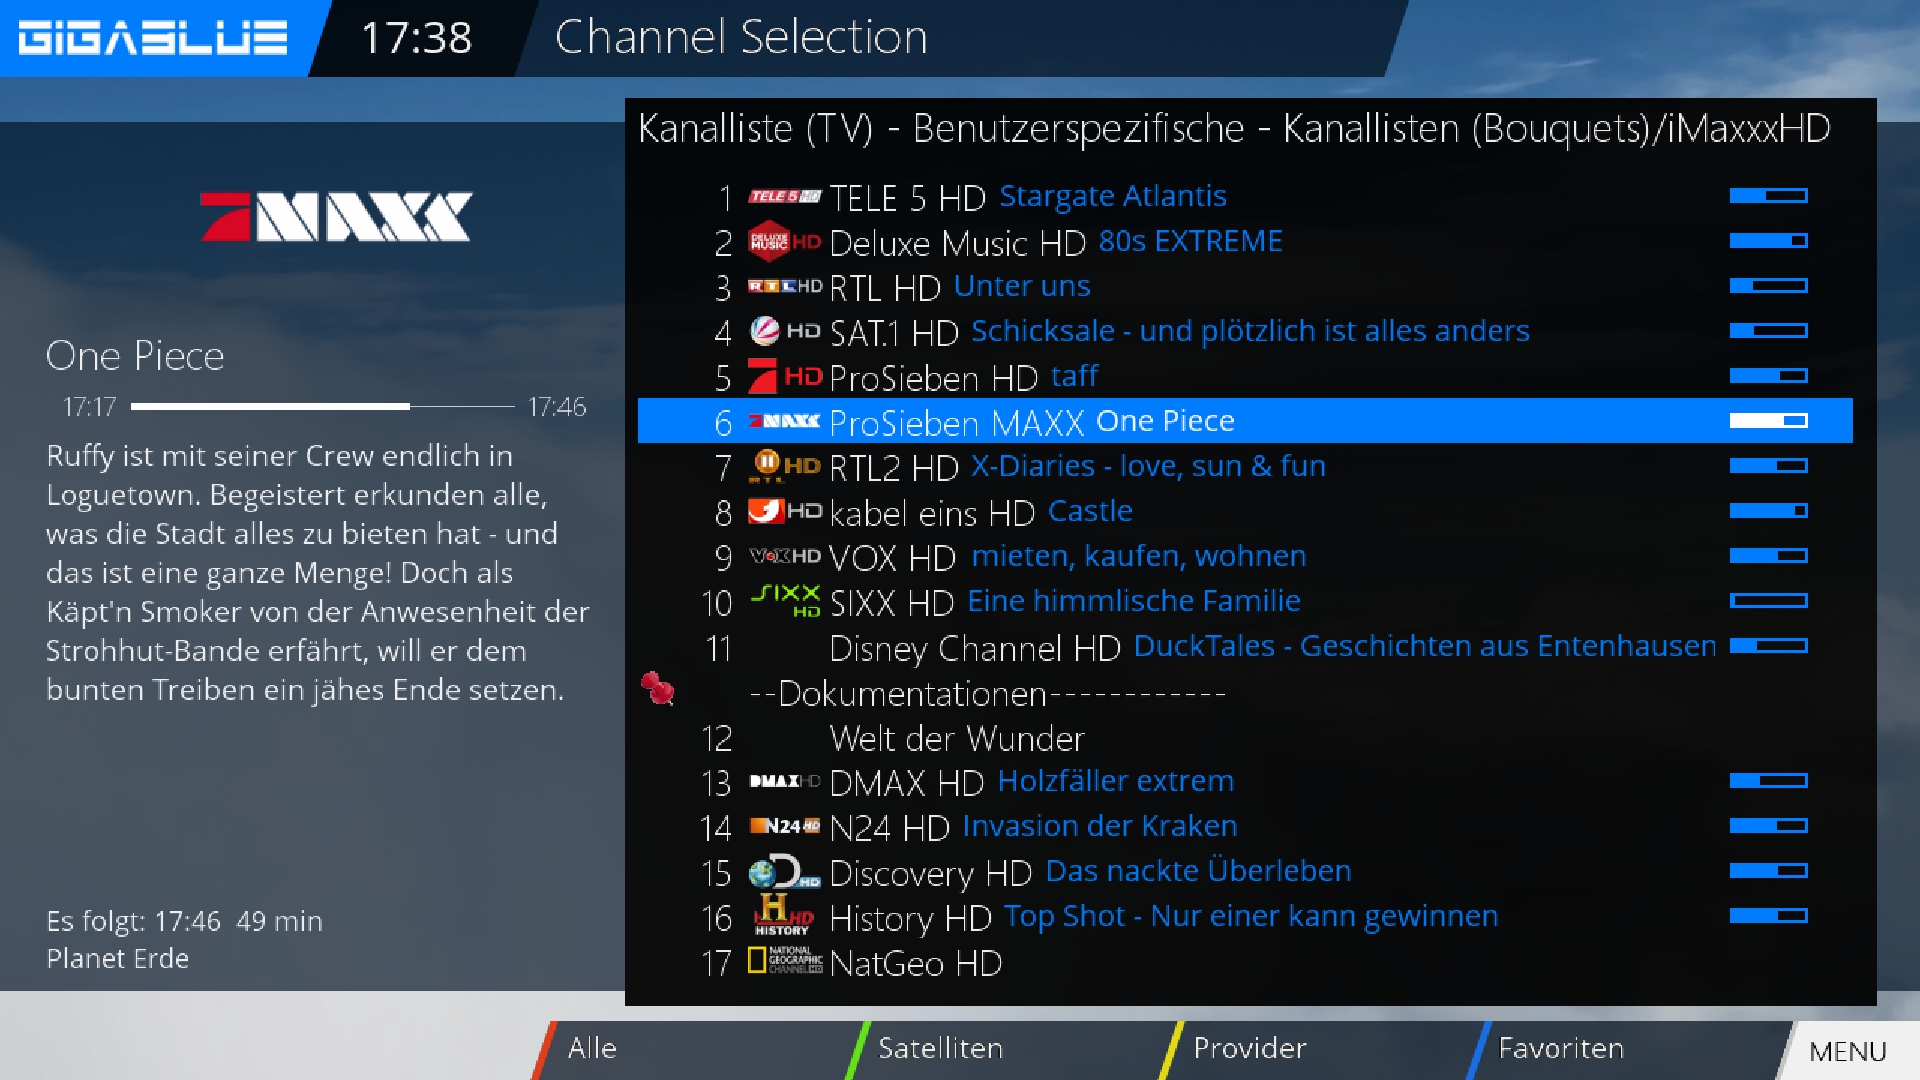 GIGABLUE
17:38
Channel Selection
7MAXX
One Piece
17:17
17:46
Ruffy ist mit seiner Crew endlich in
Loguetown. Begeistert erkunden alle,
was die Stadt alles zu bieten hat - und
das ist eine ganze Menge! Doch als
Käpt'n Smoker von der Anwesenheit der
Strohhut-Bande erfährt, will er dem
bunten Treiben ein jähes Ende setzen.
Es folgt: 17:46 49 min
Planet Erde
Kanalliste (TV) - Benutzerspezifische - Kanallisten (Bouquets)/iMaxxxHD
1 TELE 5 HD TELE 5 HD Stargate Atlantis
2 DELUXE MUSIC HD Deluxe Music HD 80s EXTREME
3 RTL HD RTL HD Unter uns
4 HD SAT.1 HD Schicksale - und plötzlich ist alles anders
5 7 HD ProSieben HD taff
6 7MAXX ProSieben MAXX One Piece
7 RTL HD RTL2 HD X-Diaries - love, sun & fun
8 HD kabel eins HD Castle
9 VOX HD VOX HD mieten, kaufen, wohnen
10 SIXX HD SIXX HD Eine himmlische Familie
11 Disney Channel HD DuckTales - Geschichten aus Entenhausen
--Dokumentationen------------
12 Welt der Wunder
13 DMAX HD DMAX HD Holzfäller extrem
14 N24 HD N24 HD Invasion der Kraken
15 D HD Discovery HD Das nackte Überleben
16 H HD HISTORY History HD Top Shot - Nur einer kann gewinnen
17 NATIONAL GEOGRAPHIC CHANNEL HD NatGeo HD
Alle
Satelliten
Provider
Favoriten
MENU